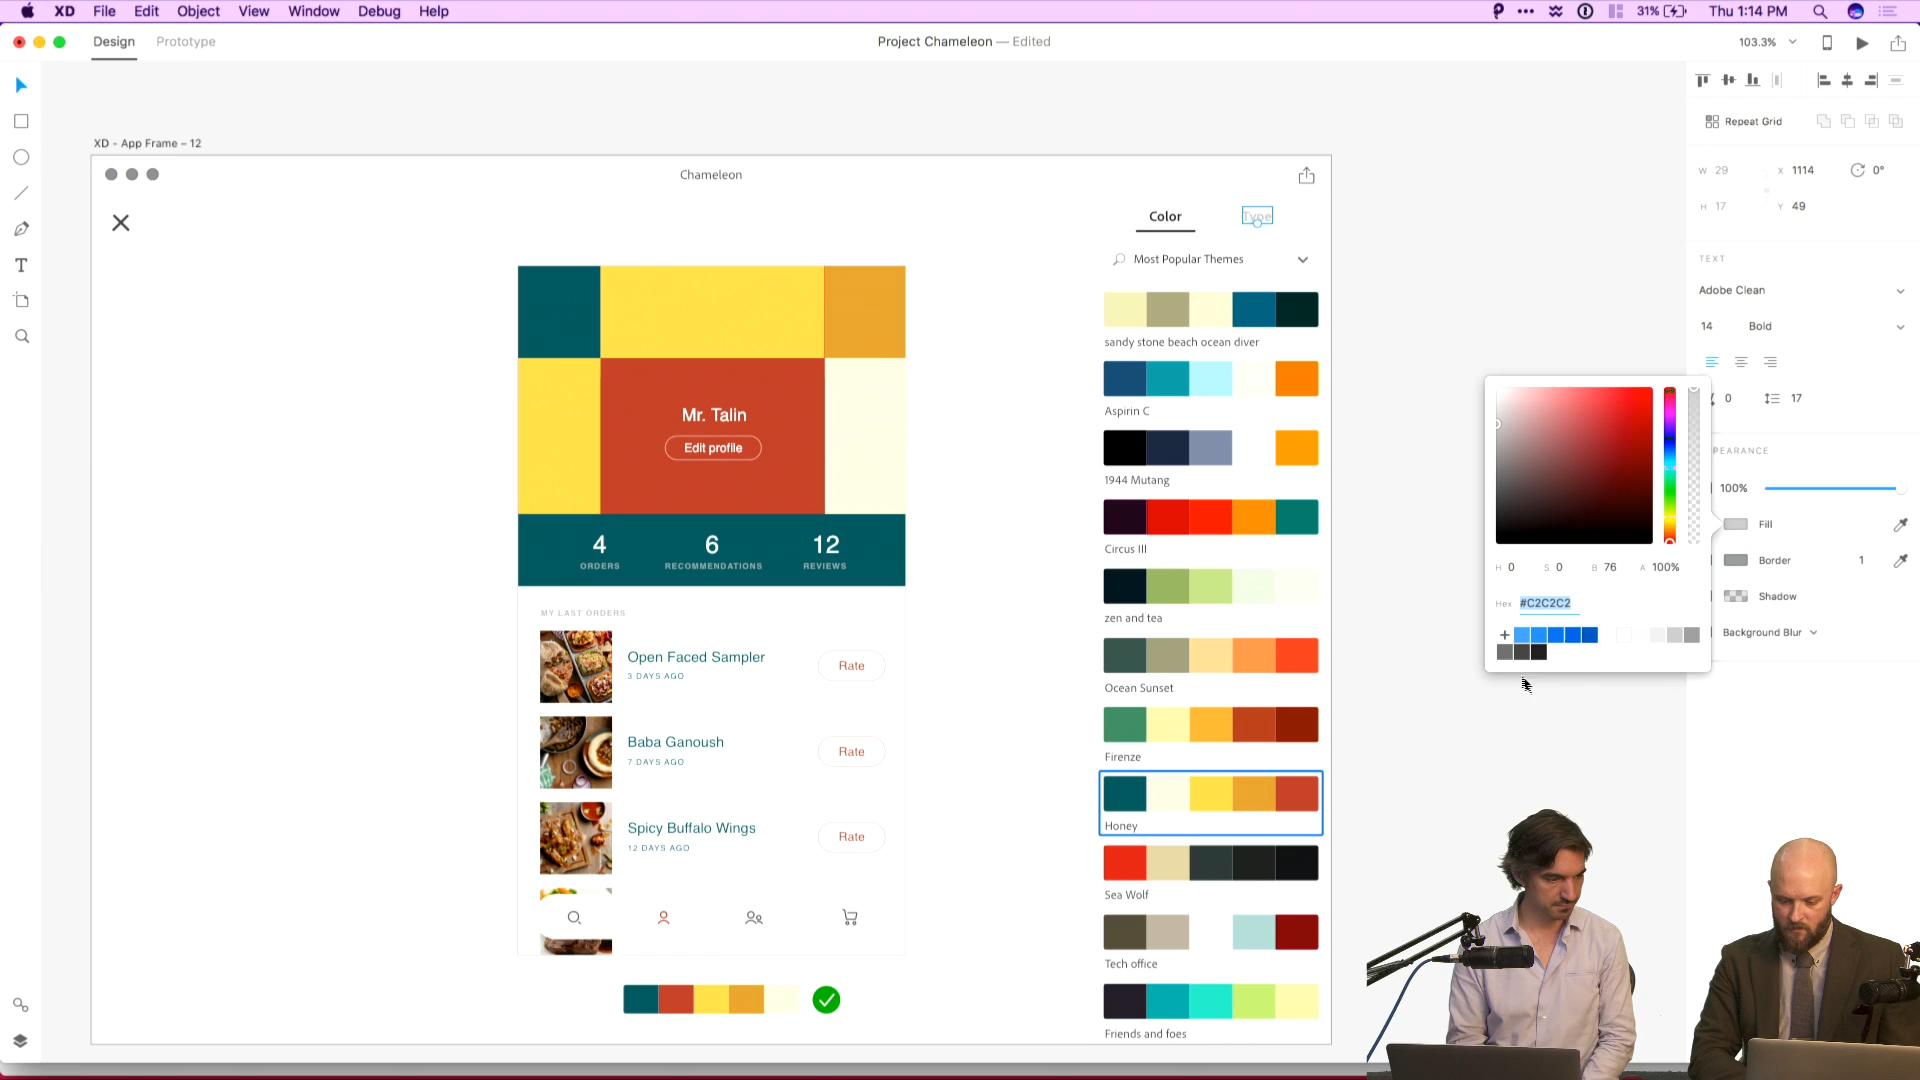 XD File Edit Object View Window Debug Help
31% Thu 1:14 PM
Design Prototype
Project Chameleon — Edited
103.3%
Repeat Grid
W 29 X 1114 0°
H 17 Y 49
TEXT
Adobe Clean
14 Bold
0 17
PEARANCE
100%
Fill
Border 1
Shadow
Background Blur
H 0 S 0 B 76 A 100%
Hex #C2C2C2
XD - App Frame – 12
Chameleon
Color Type
Most Popular Themes
sandy stone beach ocean diver
Aspirin C
1944 Mutang
Circus III
zen and tea
Ocean Sunset
Firenze
Honey
Sea Wolf
Tech office
Friends and foes
Mr. Talin
Edit profile
4 6 12
ORDERS RECOMMENDATIONS REVIEWS
MY LAST ORDERS
Open Faced Sampler
3 DAYS AGO
Rate
Baba Ganoush
7 DAYS AGO
Rate
Spicy Buffalo Wings
12 DAYS AGO
Rate